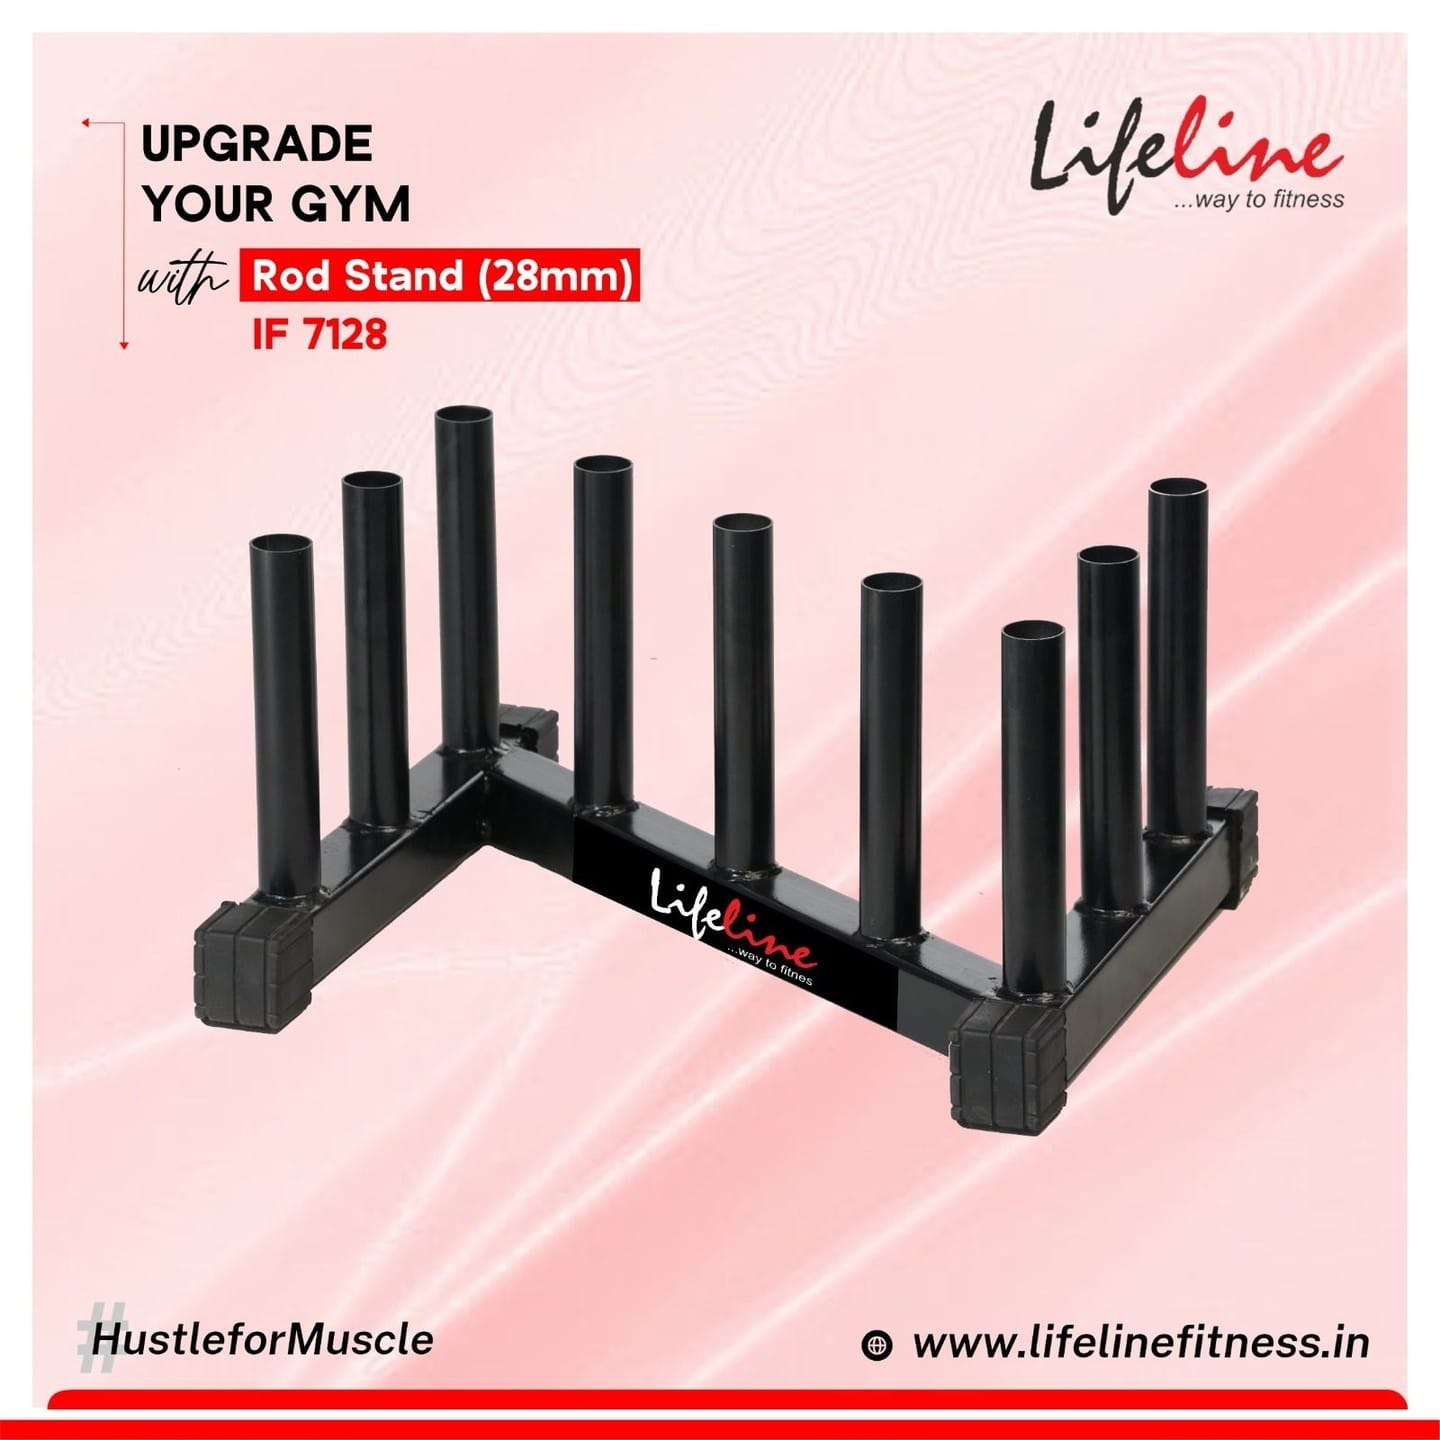 UPGRADE
YOUR GYM
with Rod Stand (28mm)
IF 7128
Lifeline
...way to fitness
Lifeline
...way to fitnes
#HustleforMuscle
www.lifelinefitness.in